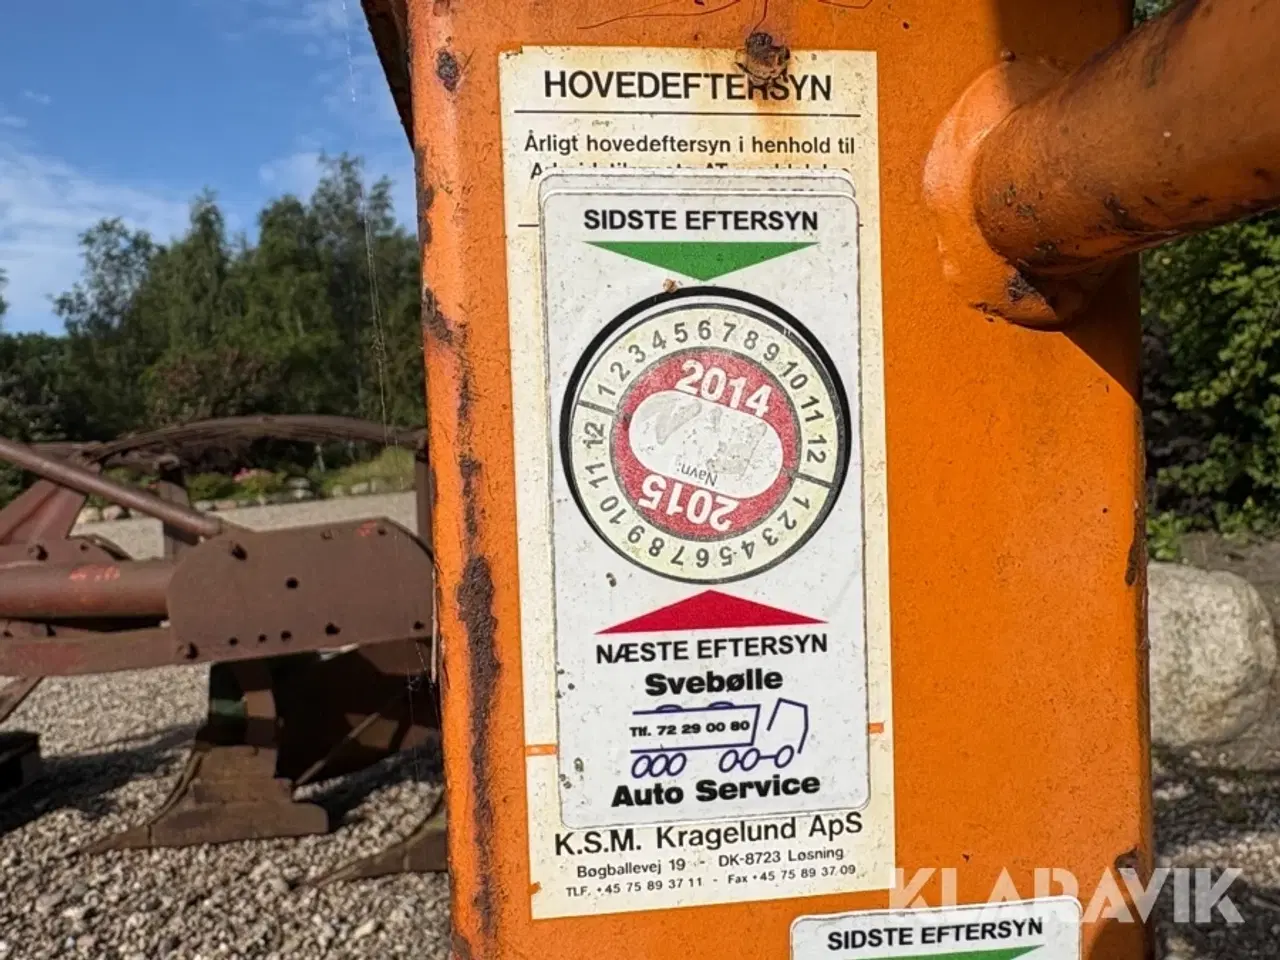 HOVEDEFTERSYN
Årligt hovedeftersyn i henhold til
SIDSTE EFTERSYN
1 2 3 4 5 6 7 8 9 10 11 12
2014
Navn:
2015
1 2 3 4 5 6 7 8 9 10 11 12
NÆSTE EFTERSYN
Svebølle
Tlf. 72 29 00 80
Auto Service
K.S.M. Kragelund ApS
Bøgballevej 19 - DK-8723 Løsning
TLF. +45 75 89 37 11 - Fax +45 75 89 37 09
KLARAVIK
SIDSTE EFTERSYN